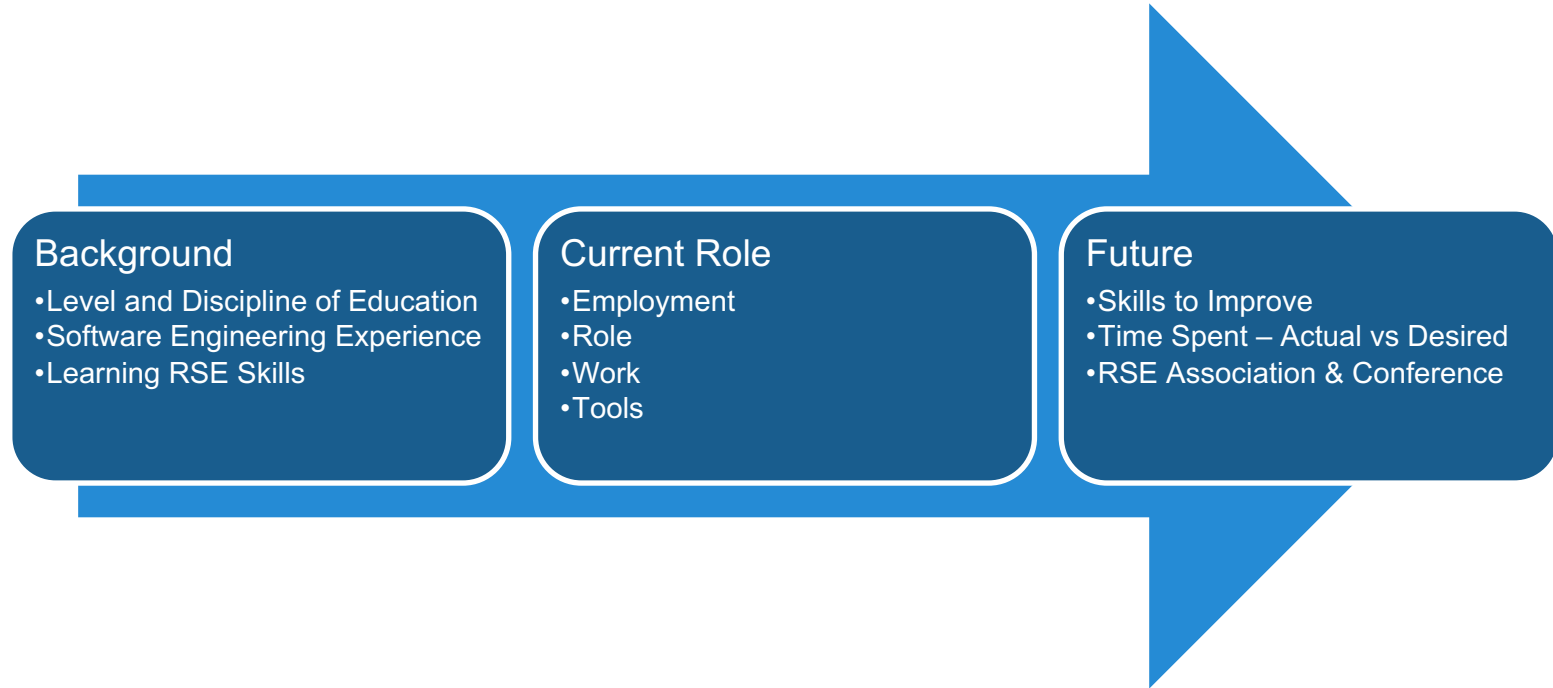 Background
•Level and Discipline of Education
•Software Engineering Experience
•Learning RSE Skills
Current Role
•Employment
•Role
•Work
•Tools
Future
•Skills to Improve
•Time Spent – Actual vs Desired
•RSE Association & Conference